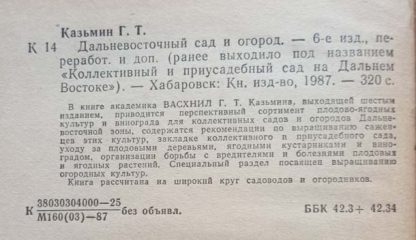 Казьмин Г. Т.
К 14 Дальневосточный сад и огород. — 6-е изд., пе-
реработ. и доп. (ранее выходило под названием
«Коллективный и приусадебный сад на Дальнем
Востоке»). — Хабаровск: Кн. изд-во, 1987. — 320 с.
В книге академика ВАСХНИЛ Г. Т. Казьмина, выходящей шестым
изданием, приводится перспективный сортимент плодово-ягодных
культур и винограда для коллективных садов и огородов Дальне-
восточной зоны, содержатся рекомендации по выращиванию сажен-
цев этих культур, закладке коллективного и приусадебного сада,
уходу за плодовыми деревьями, ягодными кустарниками и вино-
градом, организации борьбы с вредителями и болезнями плодовых
и ягодных растений. Специальный раздел посвящен выращиванию
огородных культур.
Книга рассчитана на широкий круг садоводов и огородников.
К 38030304000—25
М160(03)—87 без объявл. ББК 42.3+42.34